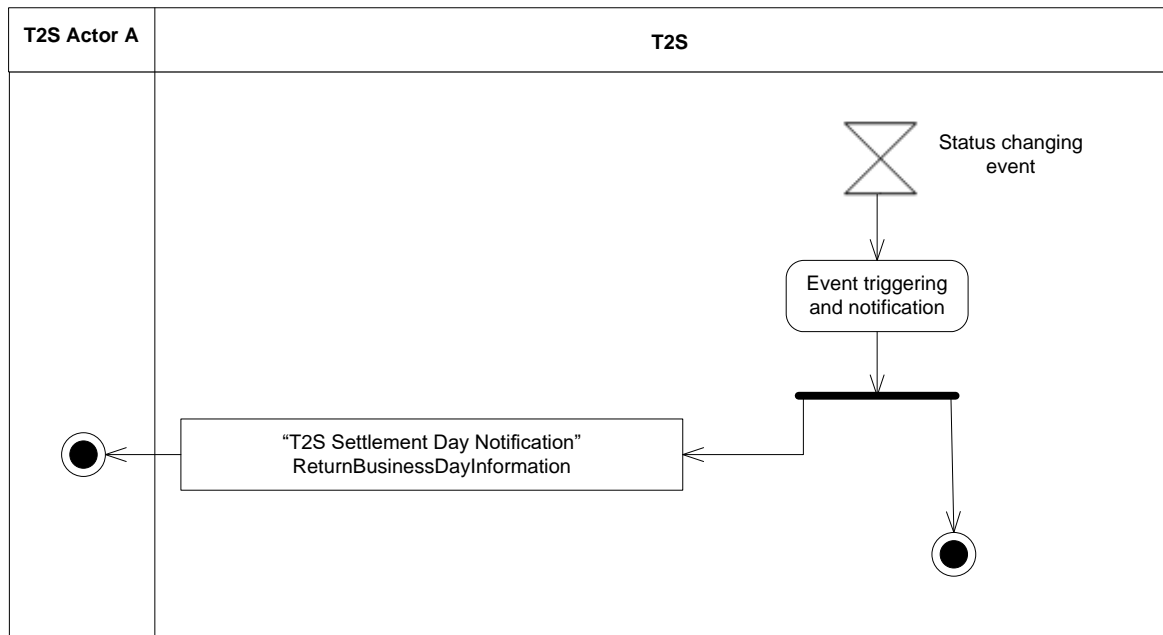 T2S Actor A
T2S
Status changing
event
Event triggering
and notification
“T2S Settlement Day Notification”
ReturnBusinessDayInformation